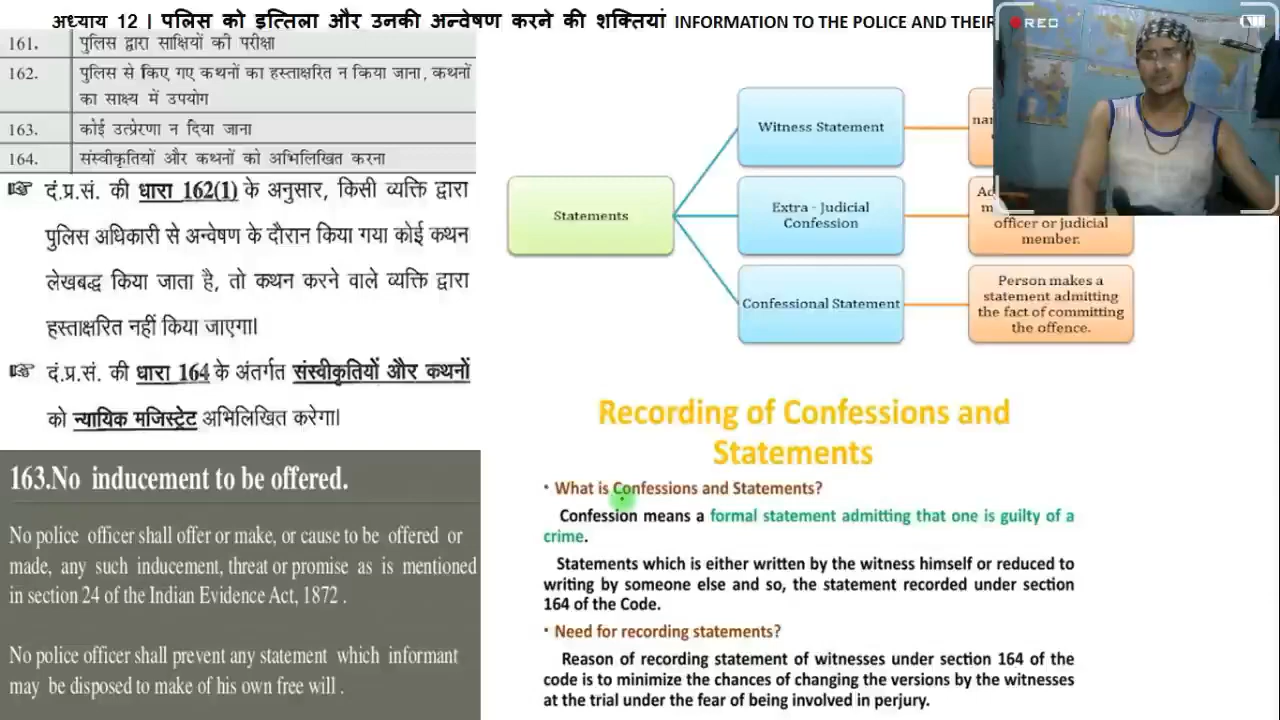 अध्याय 12 | पुलिस को इत्तिला और उनकी अन्वेषण करने की शक्तियां INFORMATION TO THE POLICE AND THEIR
REC
161. पुलिस द्वारा साक्षियों की परीक्षा
162. पुलिस से किए गए कथनों का हस्ताक्षरित न किया जाना, कथनों
का साक्ष्य में उपयोग
163. कोई उत्प्रेरणा न दिया जाना
164. संस्वीकृतियों और कथनों को अभिलिखित करना
दं.प्र.सं. की धारा 162(1) के अनुसार, किसी व्यक्ति द्वारा
पुलिस अधिकारी से अन्वेषण के दौरान किया गया कोई कथन
लेखबद्ध किया जाता है, तो कथन करने वाले व्यक्ति द्वारा
हस्ताक्षरित नहीं किया जाएगा।
दं.प्र.सं. की धारा 164 के अंतर्गत संस्वीकृतियों और कथनों
को न्यायिक मजिस्ट्रेट अभिलिखित करेगा।
163.No inducement to be offered.
No police officer shall offer or make, or cause to be offered or
made, any such inducement, threat or promise as is mentioned
in section 24 of the Indian Evidence Act, 1872 .
No police officer shall prevent any statement which informant
may be disposed to make of his own free will .
Statements
Witness Statement
Extra - Judicial
Confession
officer or judicial
member.
Confessional Statement
Person makes a
statement admitting
the fact of committing
the offence.
Recording of Confessions and
Statements
• What is Confessions and Statements?
Confession means a formal statement admitting that one is guilty of a
crime.
Statements which is either written by the witness himself or reduced to
writing by someone else and so, the statement recorded under section
164 of the Code.
• Need for recording statements?
Reason of recording statement of witnesses under section 164 of the
code is to minimize the chances of changing the versions by the witnesses
at the trial under the fear of being involved in perjury.